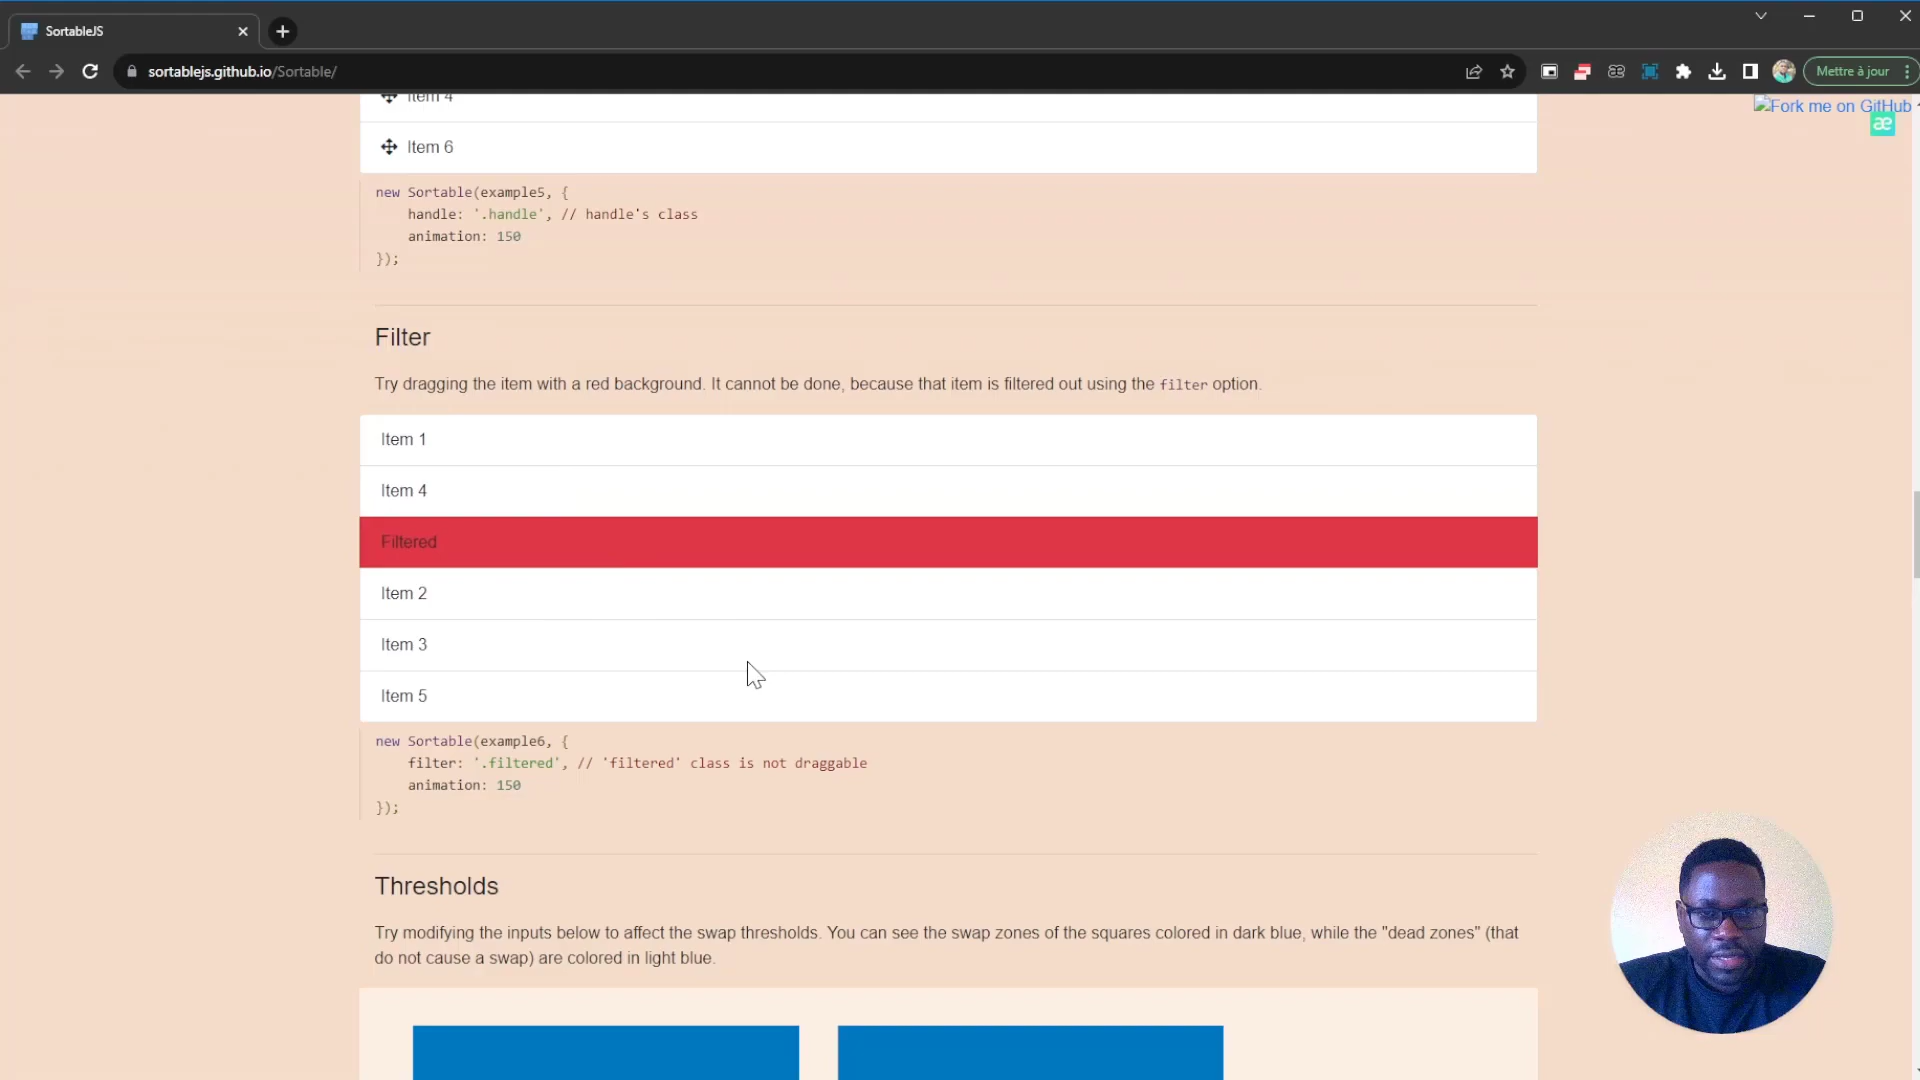 SortableJS
sortablejs.github.io/Sortable/
Mettre à jour
Item 4
Fork me on GitHub
æ
Item 6
new Sortable(example5, {
handle: '.handle', // handle's class
animation: 150
});
Filter
Try dragging the item with a red background. It cannot be done, because that item is filtered out using the filter option.
Item 1
Item 4
Filtered
Item 2
Item 3
Item 5
new Sortable(example6, {
filter: '.filtered', // 'filtered' class is not draggable
animation: 150
});
Thresholds
Try modifying the inputs below to affect the swap thresholds. You can see the swap zones of the squares colored in dark blue, while the "dead zones" (that
do not cause a swap) are colored in light blue.